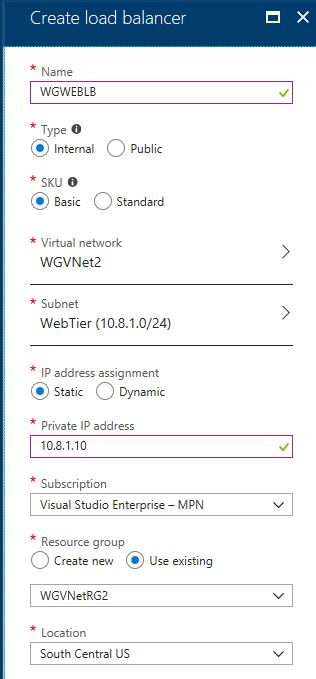 Create load balancer
* Name
WGWEBLB
* Type
Internal Public
* SKU
Basic Standard
* Virtual network
WGVNet2
* Subnet
WebTier (10.8.1.0/24)
* IP address assignment
Static Dynamic
* Private IP address
10.8.1.10
* Subscription
Visual Studio Enterprise – MPN
* Resource group
Create new Use existing
WGVNetRG2
* Location
South Central US